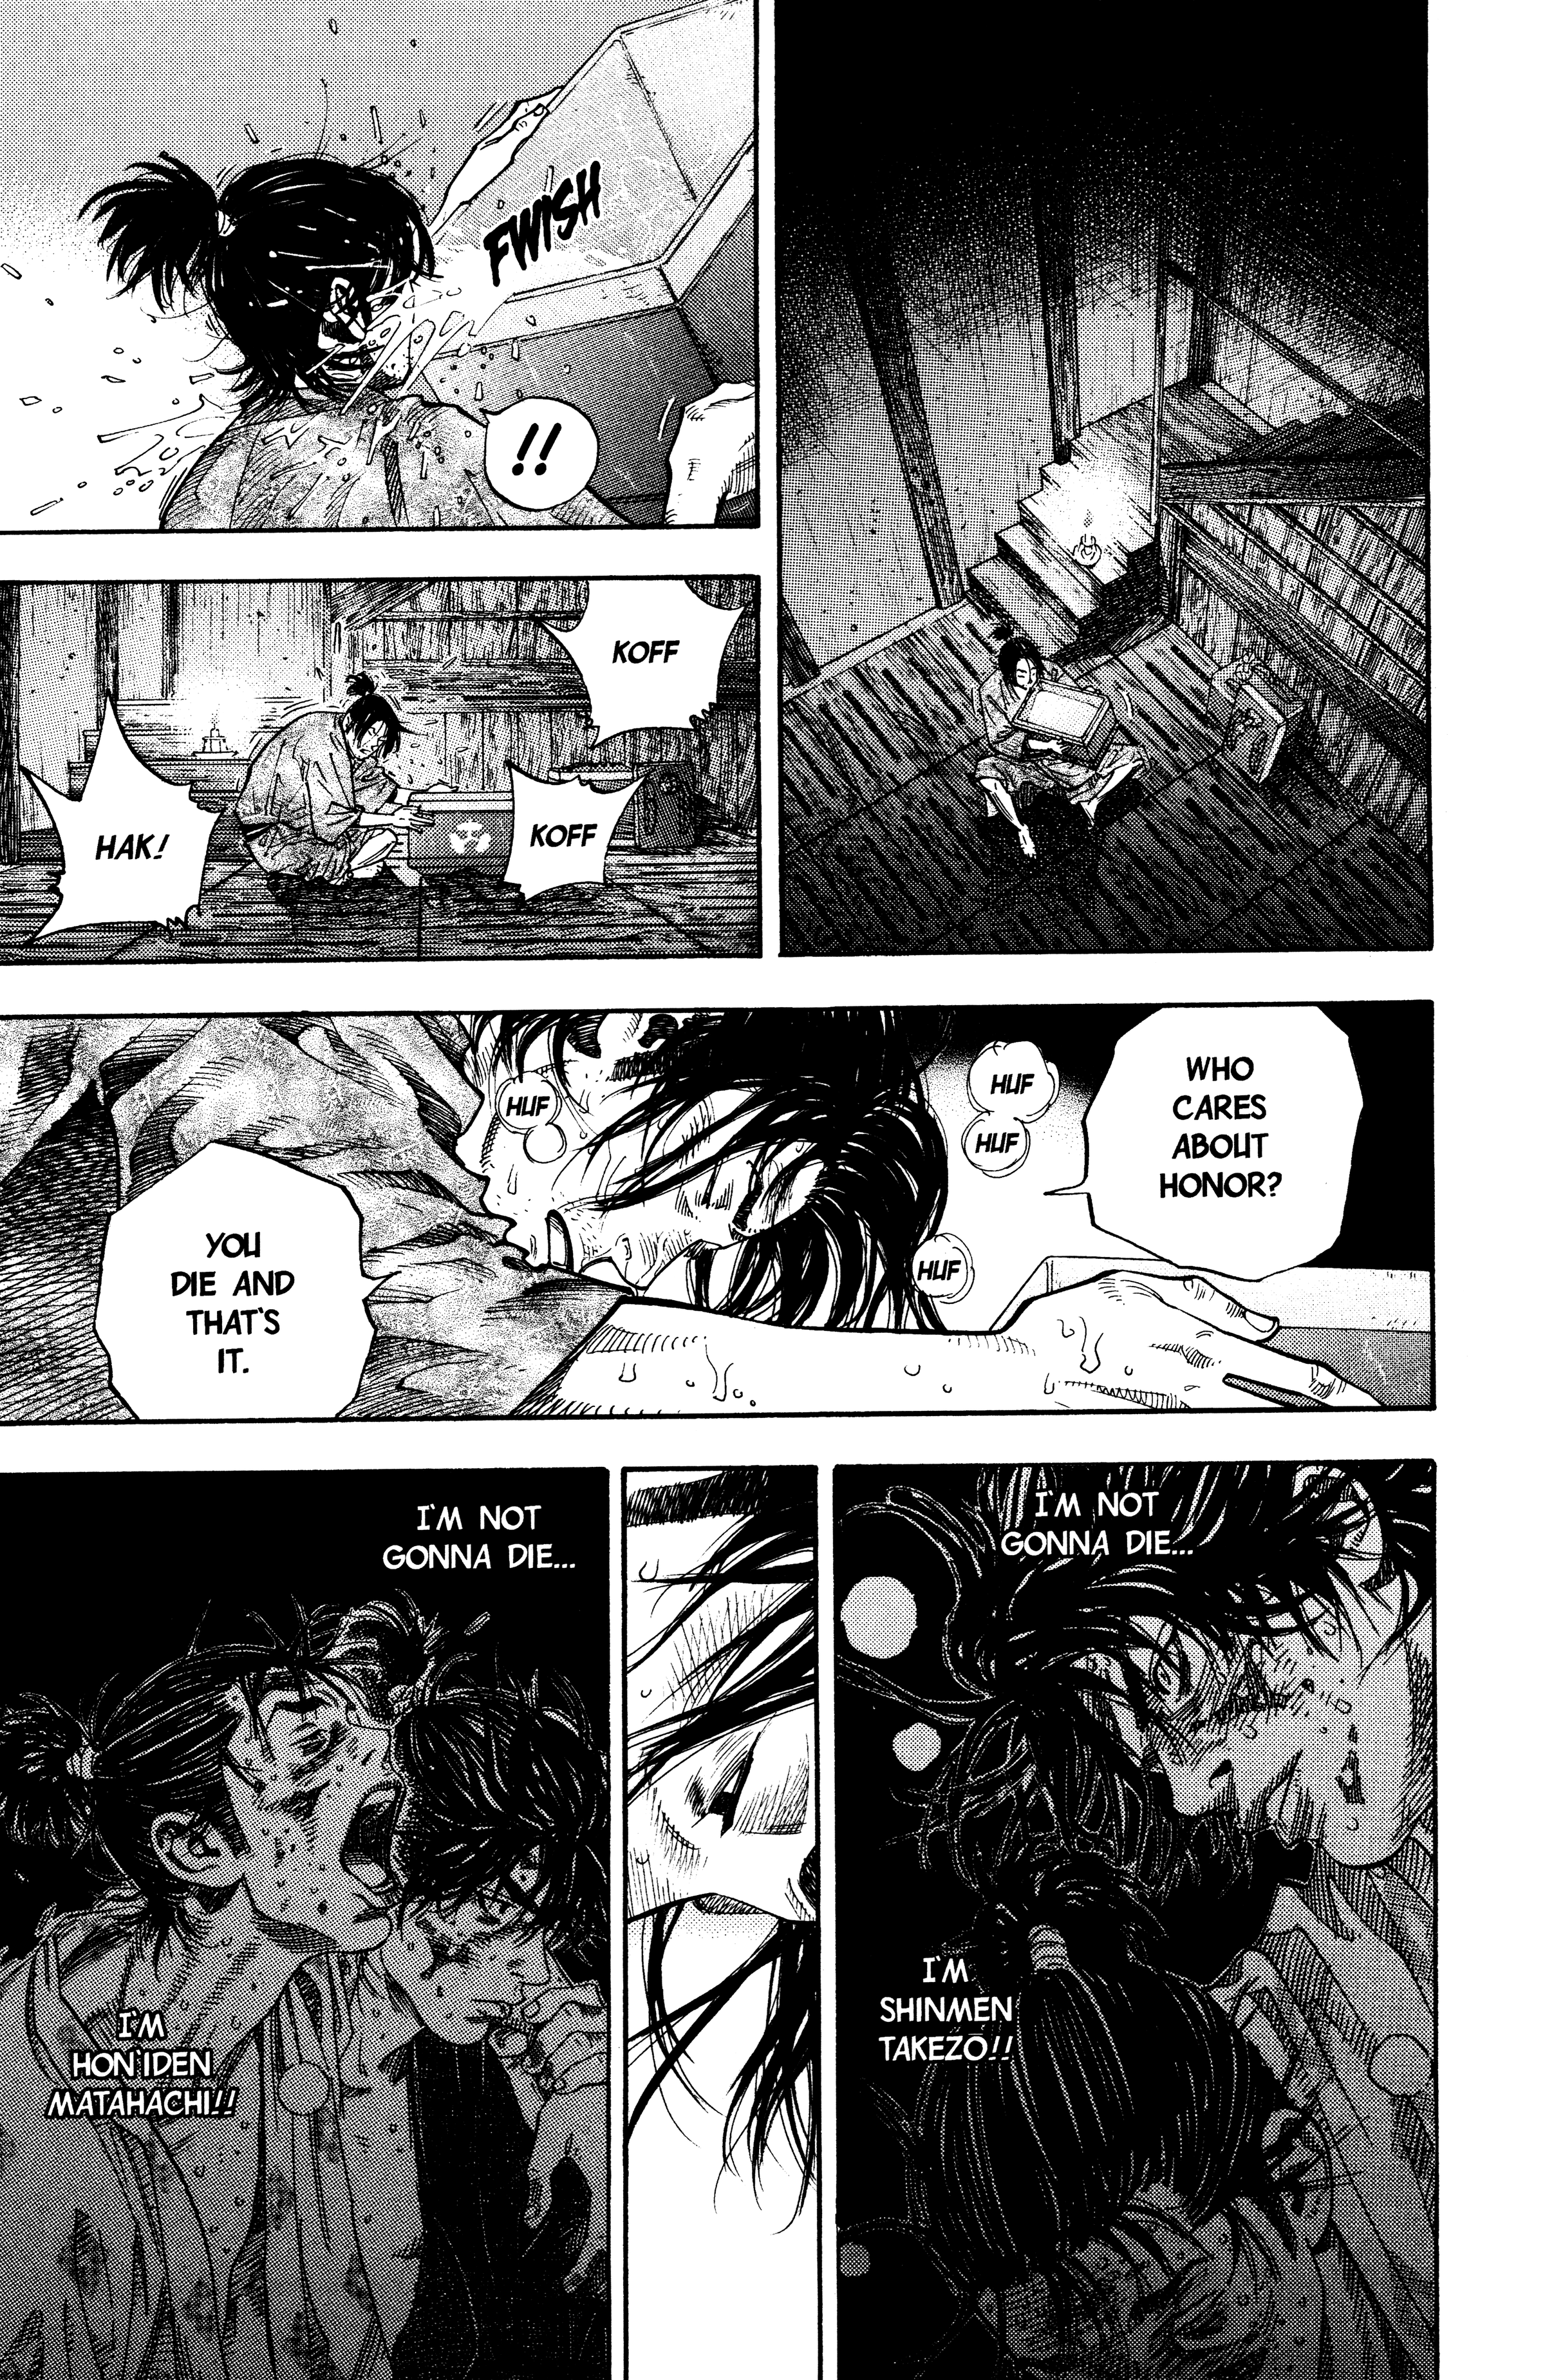 FWISH
!!
KOFF
KOFF
HAK!
WHO
CARES
ABOUT
HONOR?
HUF
HUF
HUF
HUF
YOU
DIE AND
THAT'S
IT.
I'M NOT
GONNA DIE...
I'M
SHINMEN
TAKEZŌ!!
I'M NOT
GONNA DIE...
I'M
HON'IDEN
MATAHACHI!!